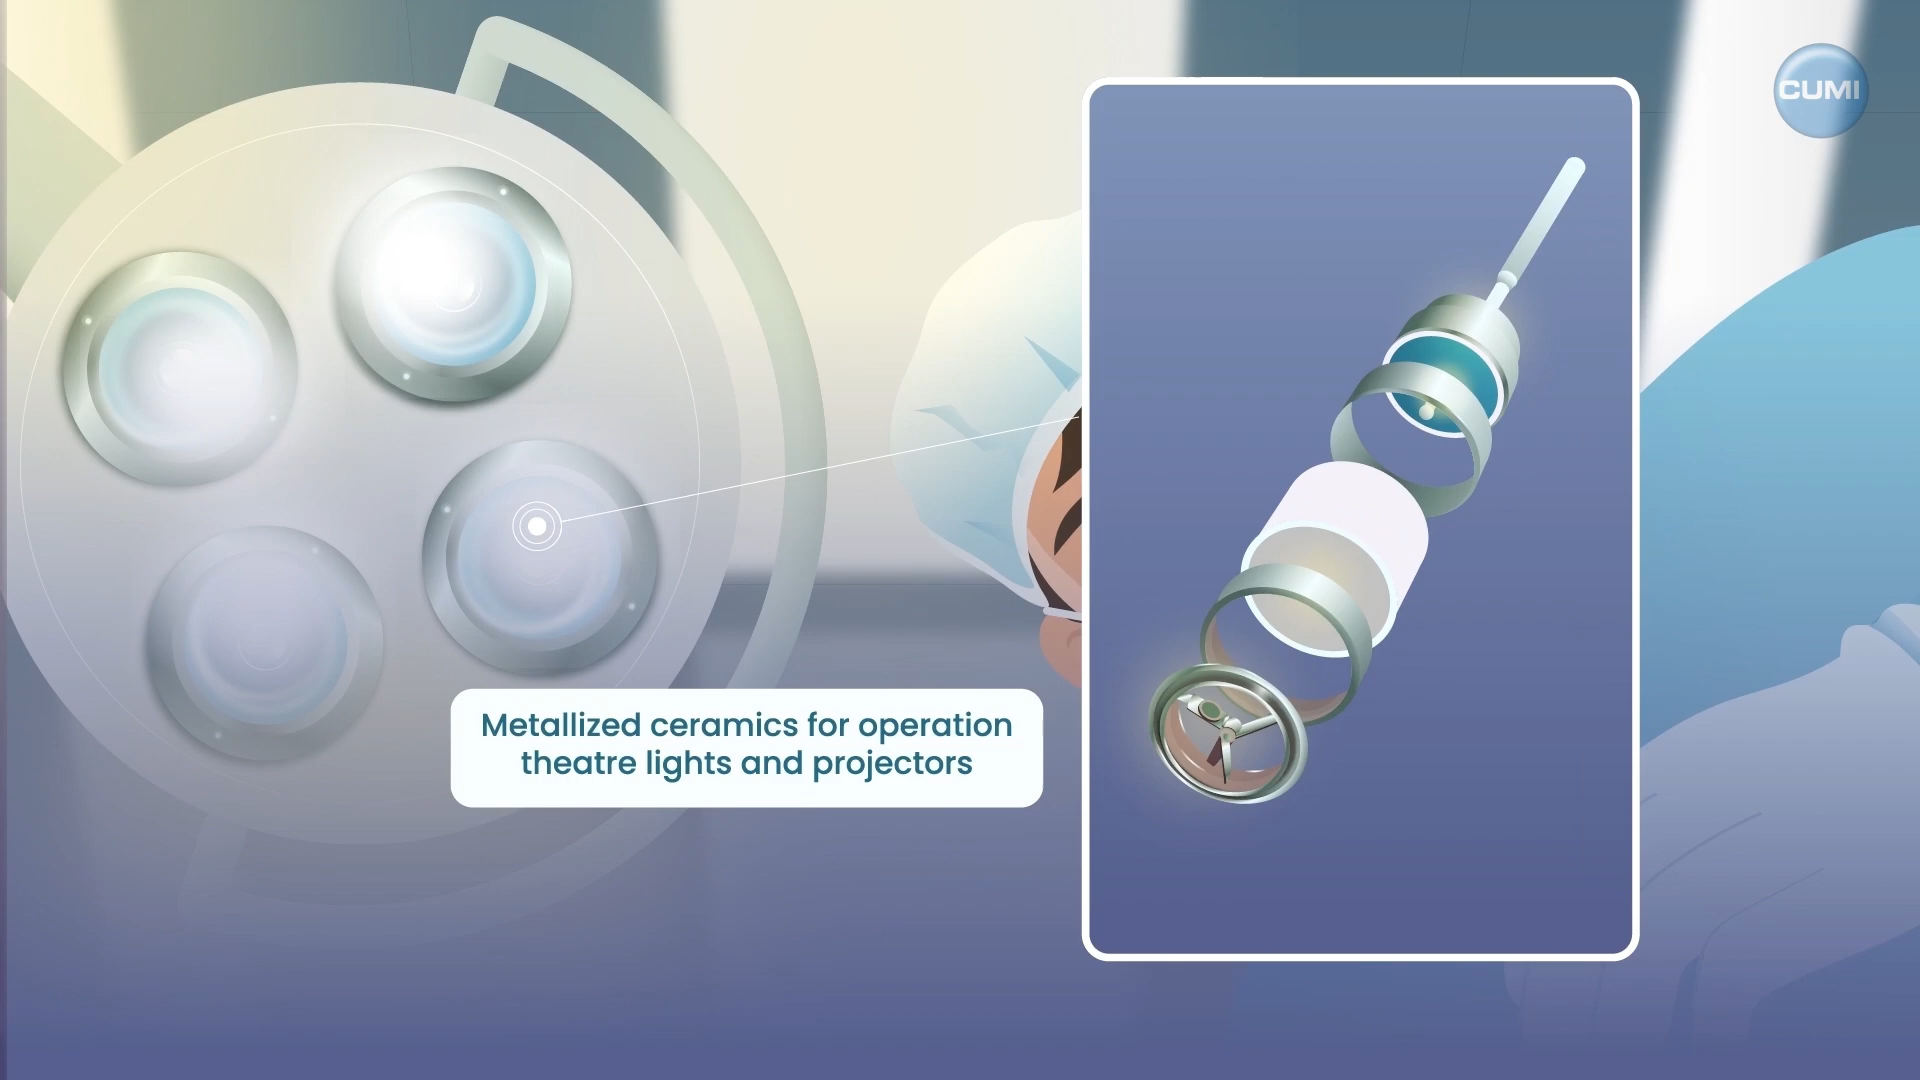 CUMI
Metallized ceramics for operation
theatre lights and projectors